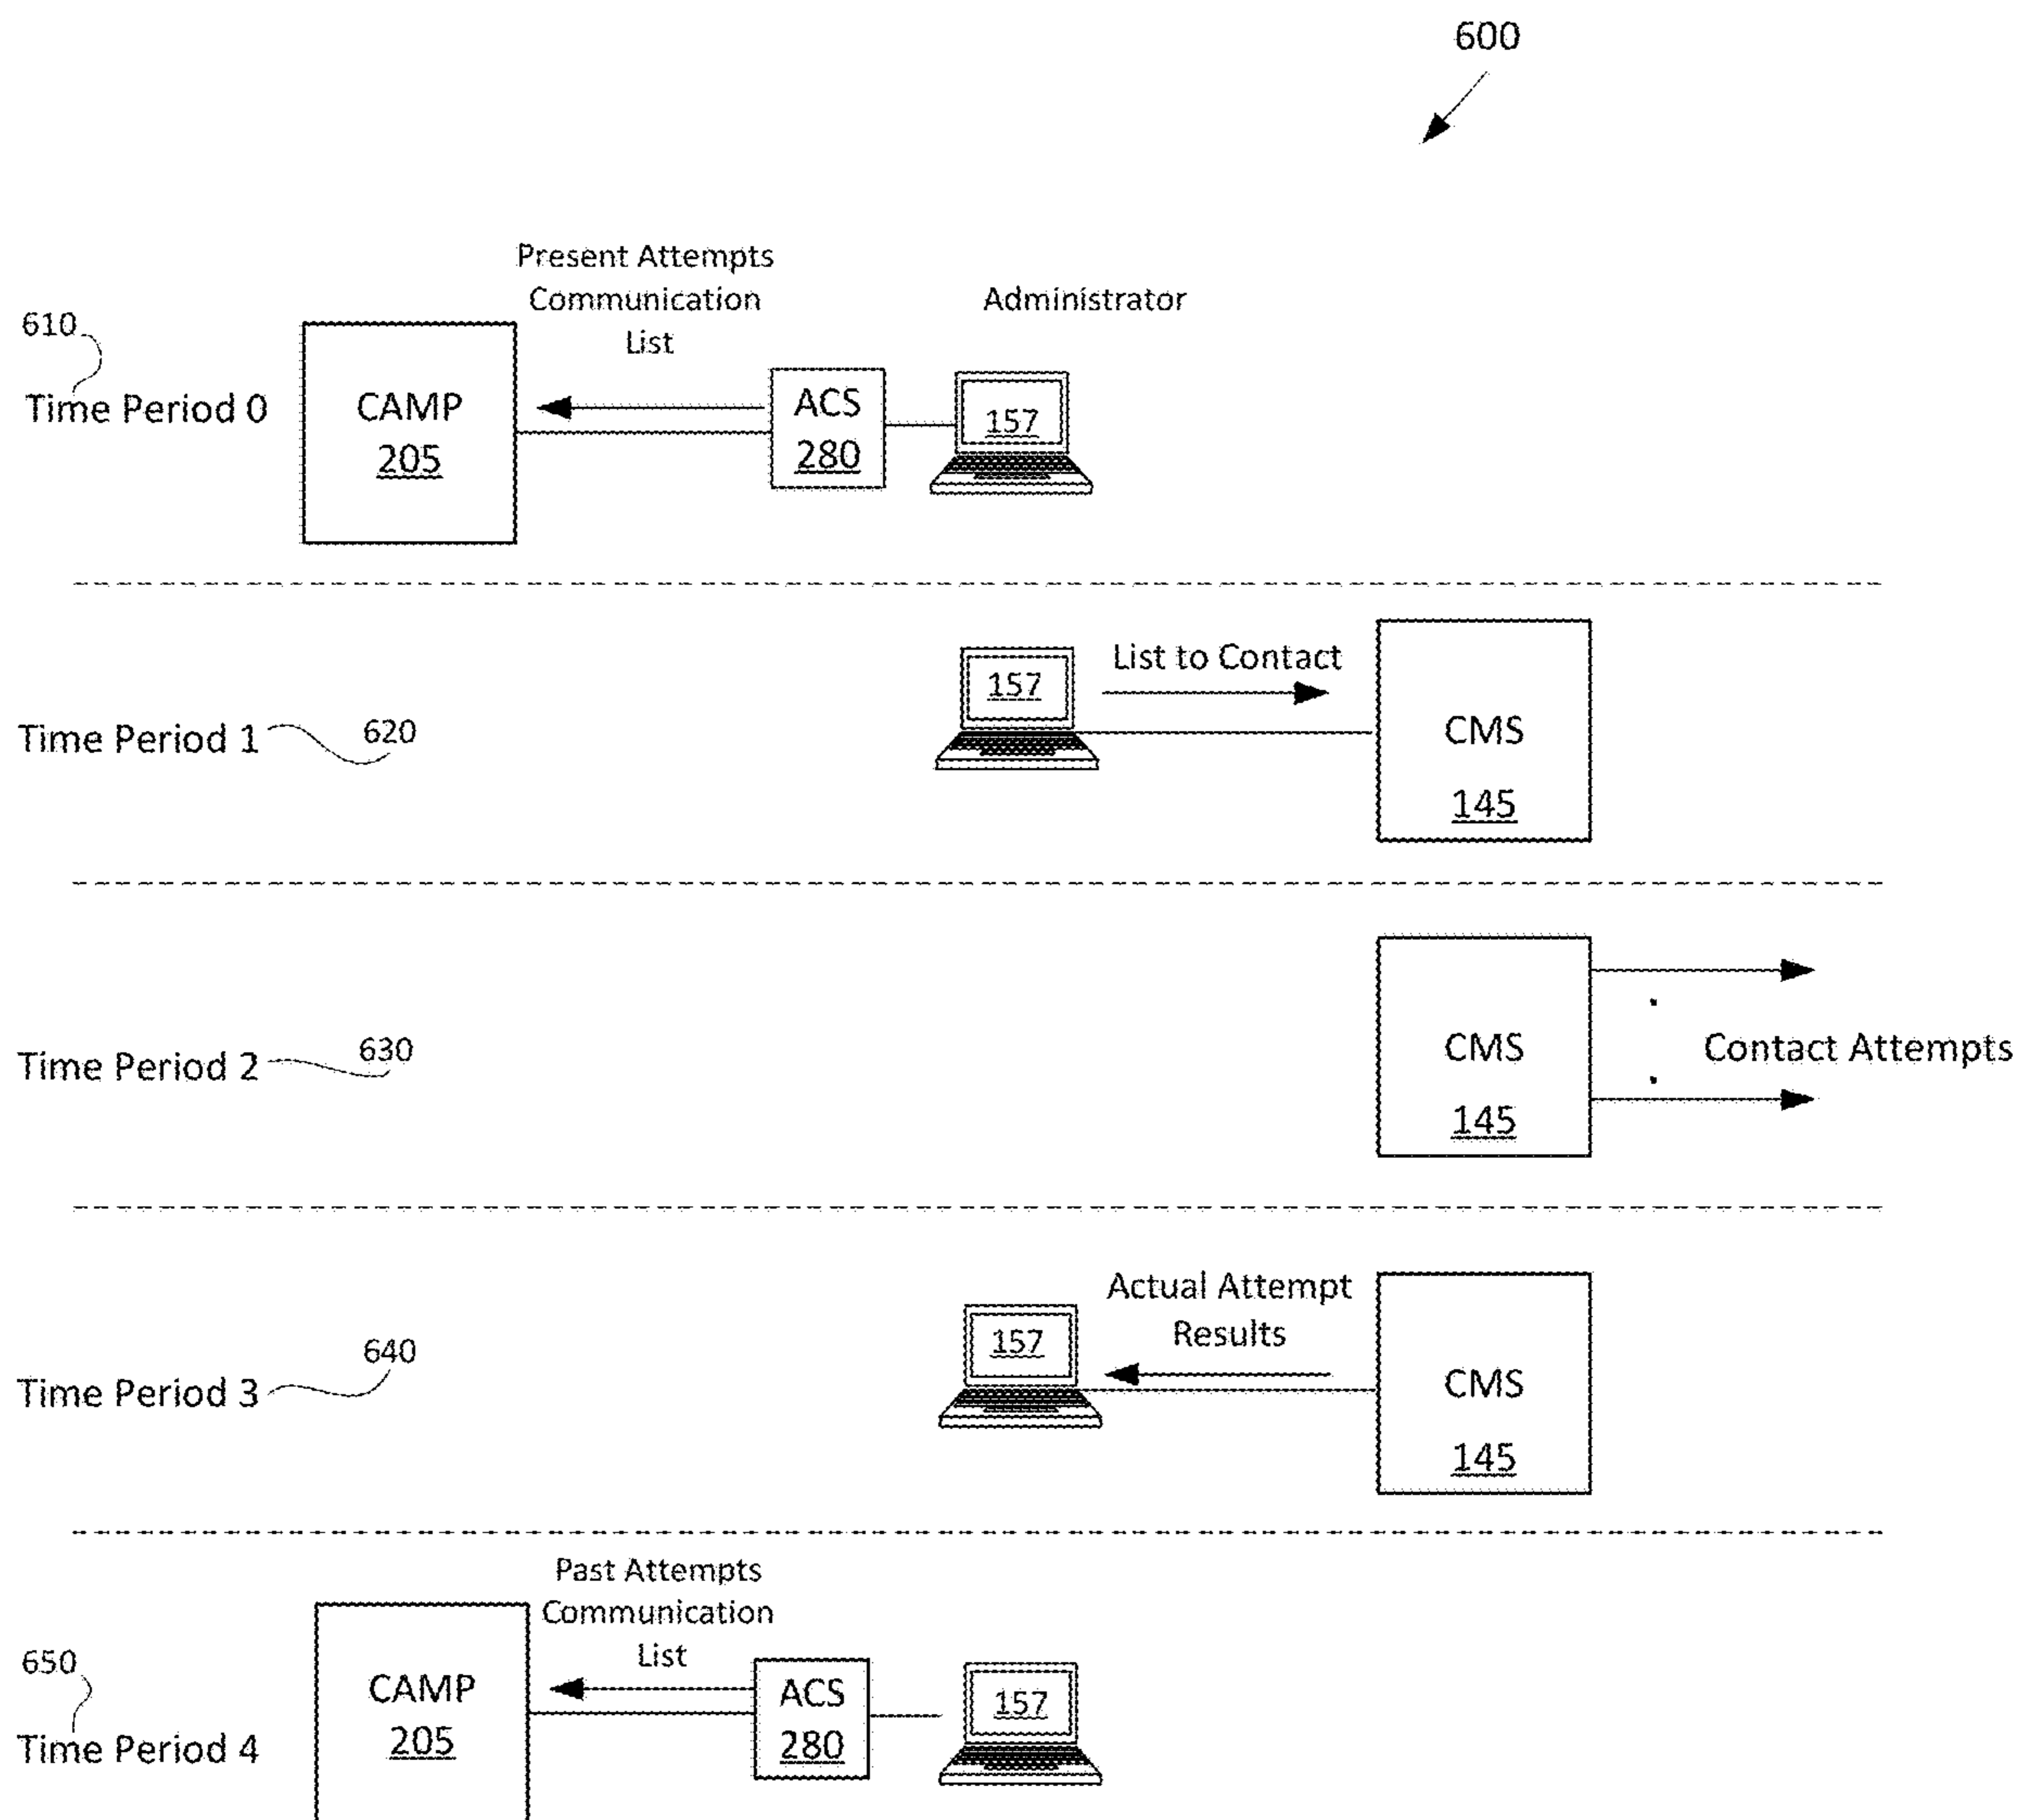 600
Present Attempts
Communication
List
Administrator
610
Time Period 0
CAMP
205
ACS
280
157
List to Contact
157
Time Period 1
620
CMS
145
Time Period 2
630
CMS
145
Contact Attempts
Actual Attempt
Results
157
Time Period 3
640
CMS
145
Past Attempts
Communication
List
650
Time Period 4
CAMP
205
ACS
280
157